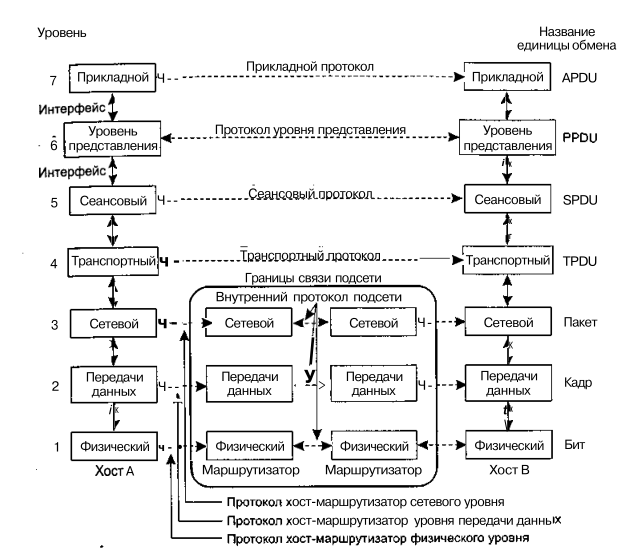 Уровень
Название
единицы обмена
7 Прикладной Прикладной протокол Прикладной APDU
Интерфейс
6 Уровень представления Протокол уровня представления Уровень представления PPDU
Интерфейс
5 Сеансовый Сеансовый протокол Сеансовый SPDU
4 Транспортный Транспортный протокол Транспортный TPDU
Границы связи подсети
Внутренний протокол подсети
3 Сетевой Сетевой Сетевой Сетевой Пакет
2 Передачи данных Передачи данных Передачи данных Передачи данных Кадр
1 Физический Физический Физический Физический Бит
Хост А Маршрутизатор Маршрутизатор Хост В
Протокол хост-маршрутизатор сетевого уровня
Протокол хост-маршрутизатор уровня передачи данных
Протокол хост-маршрутизатор физического уровня